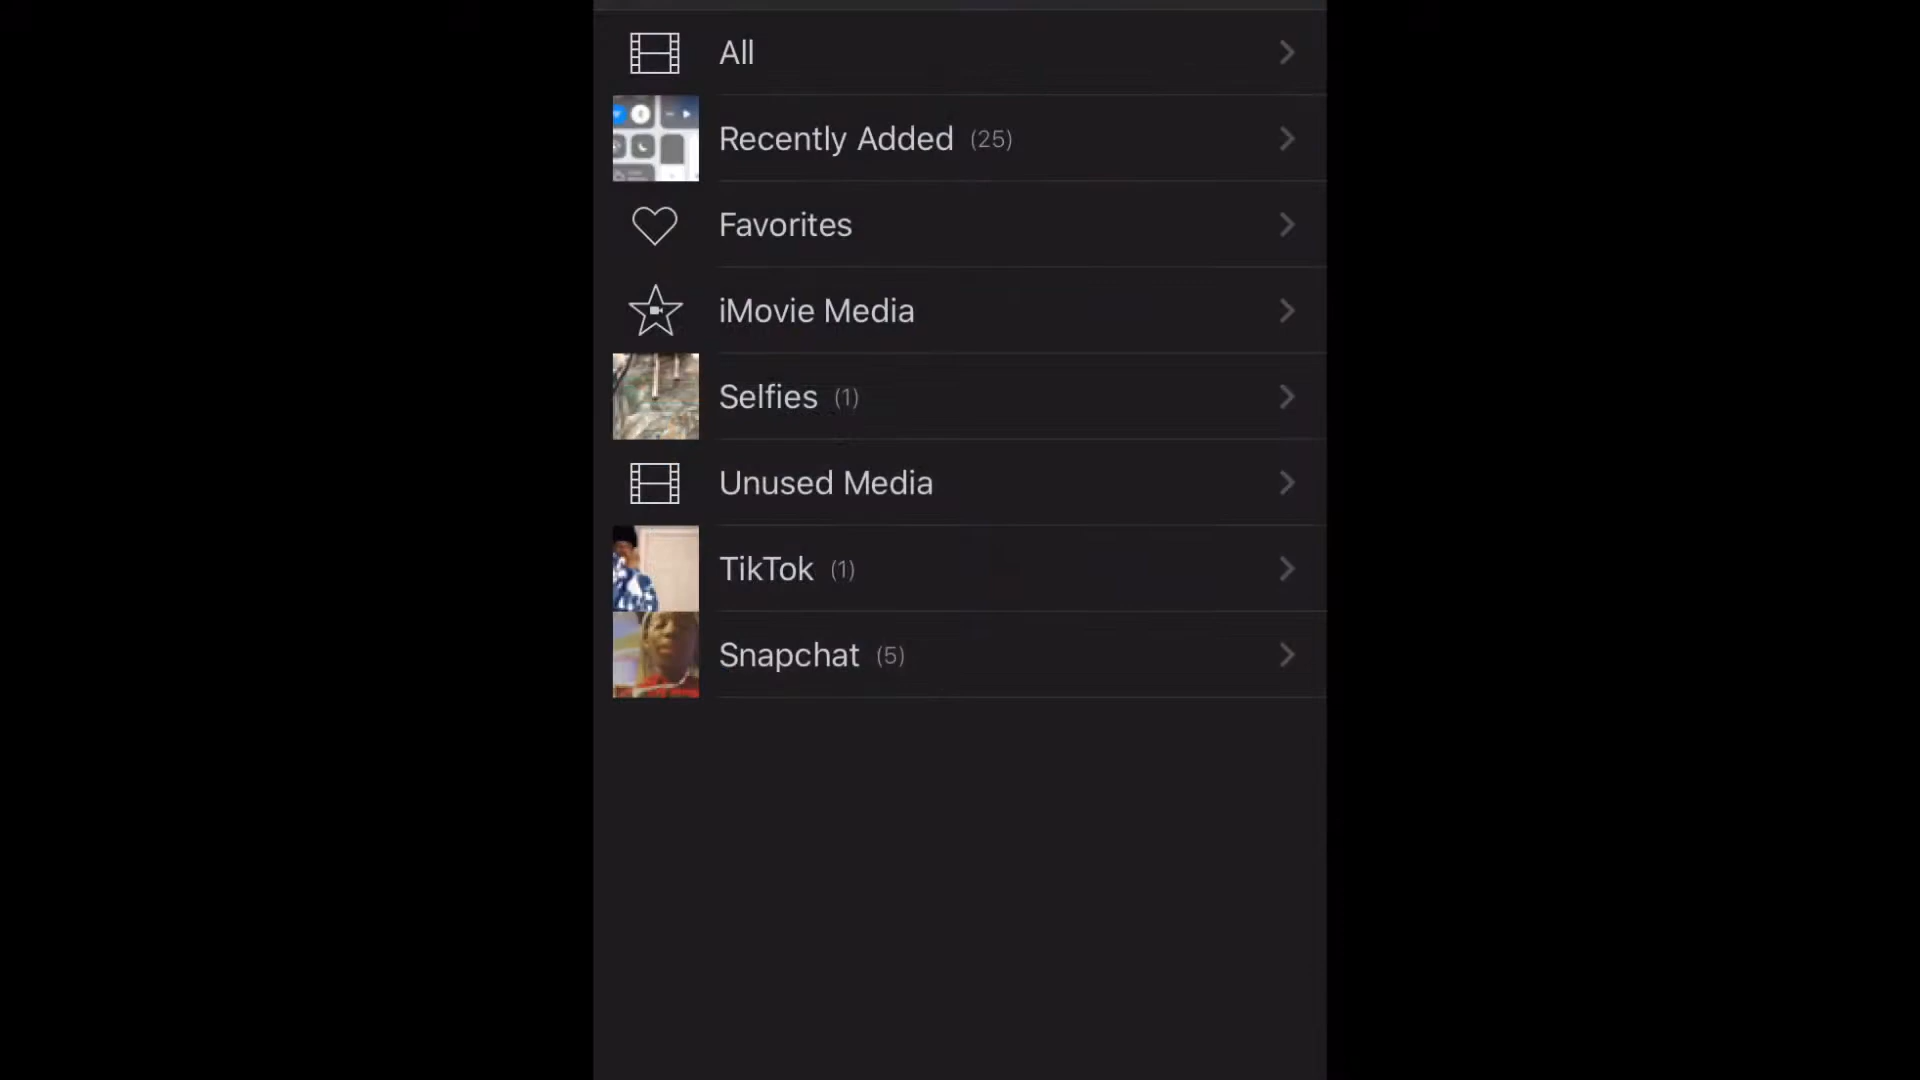 All
Recently Added (25)
Favorites
iMovie Media
Selfies (1)
Unused Media
TikTok (1)
Snapchat (5)